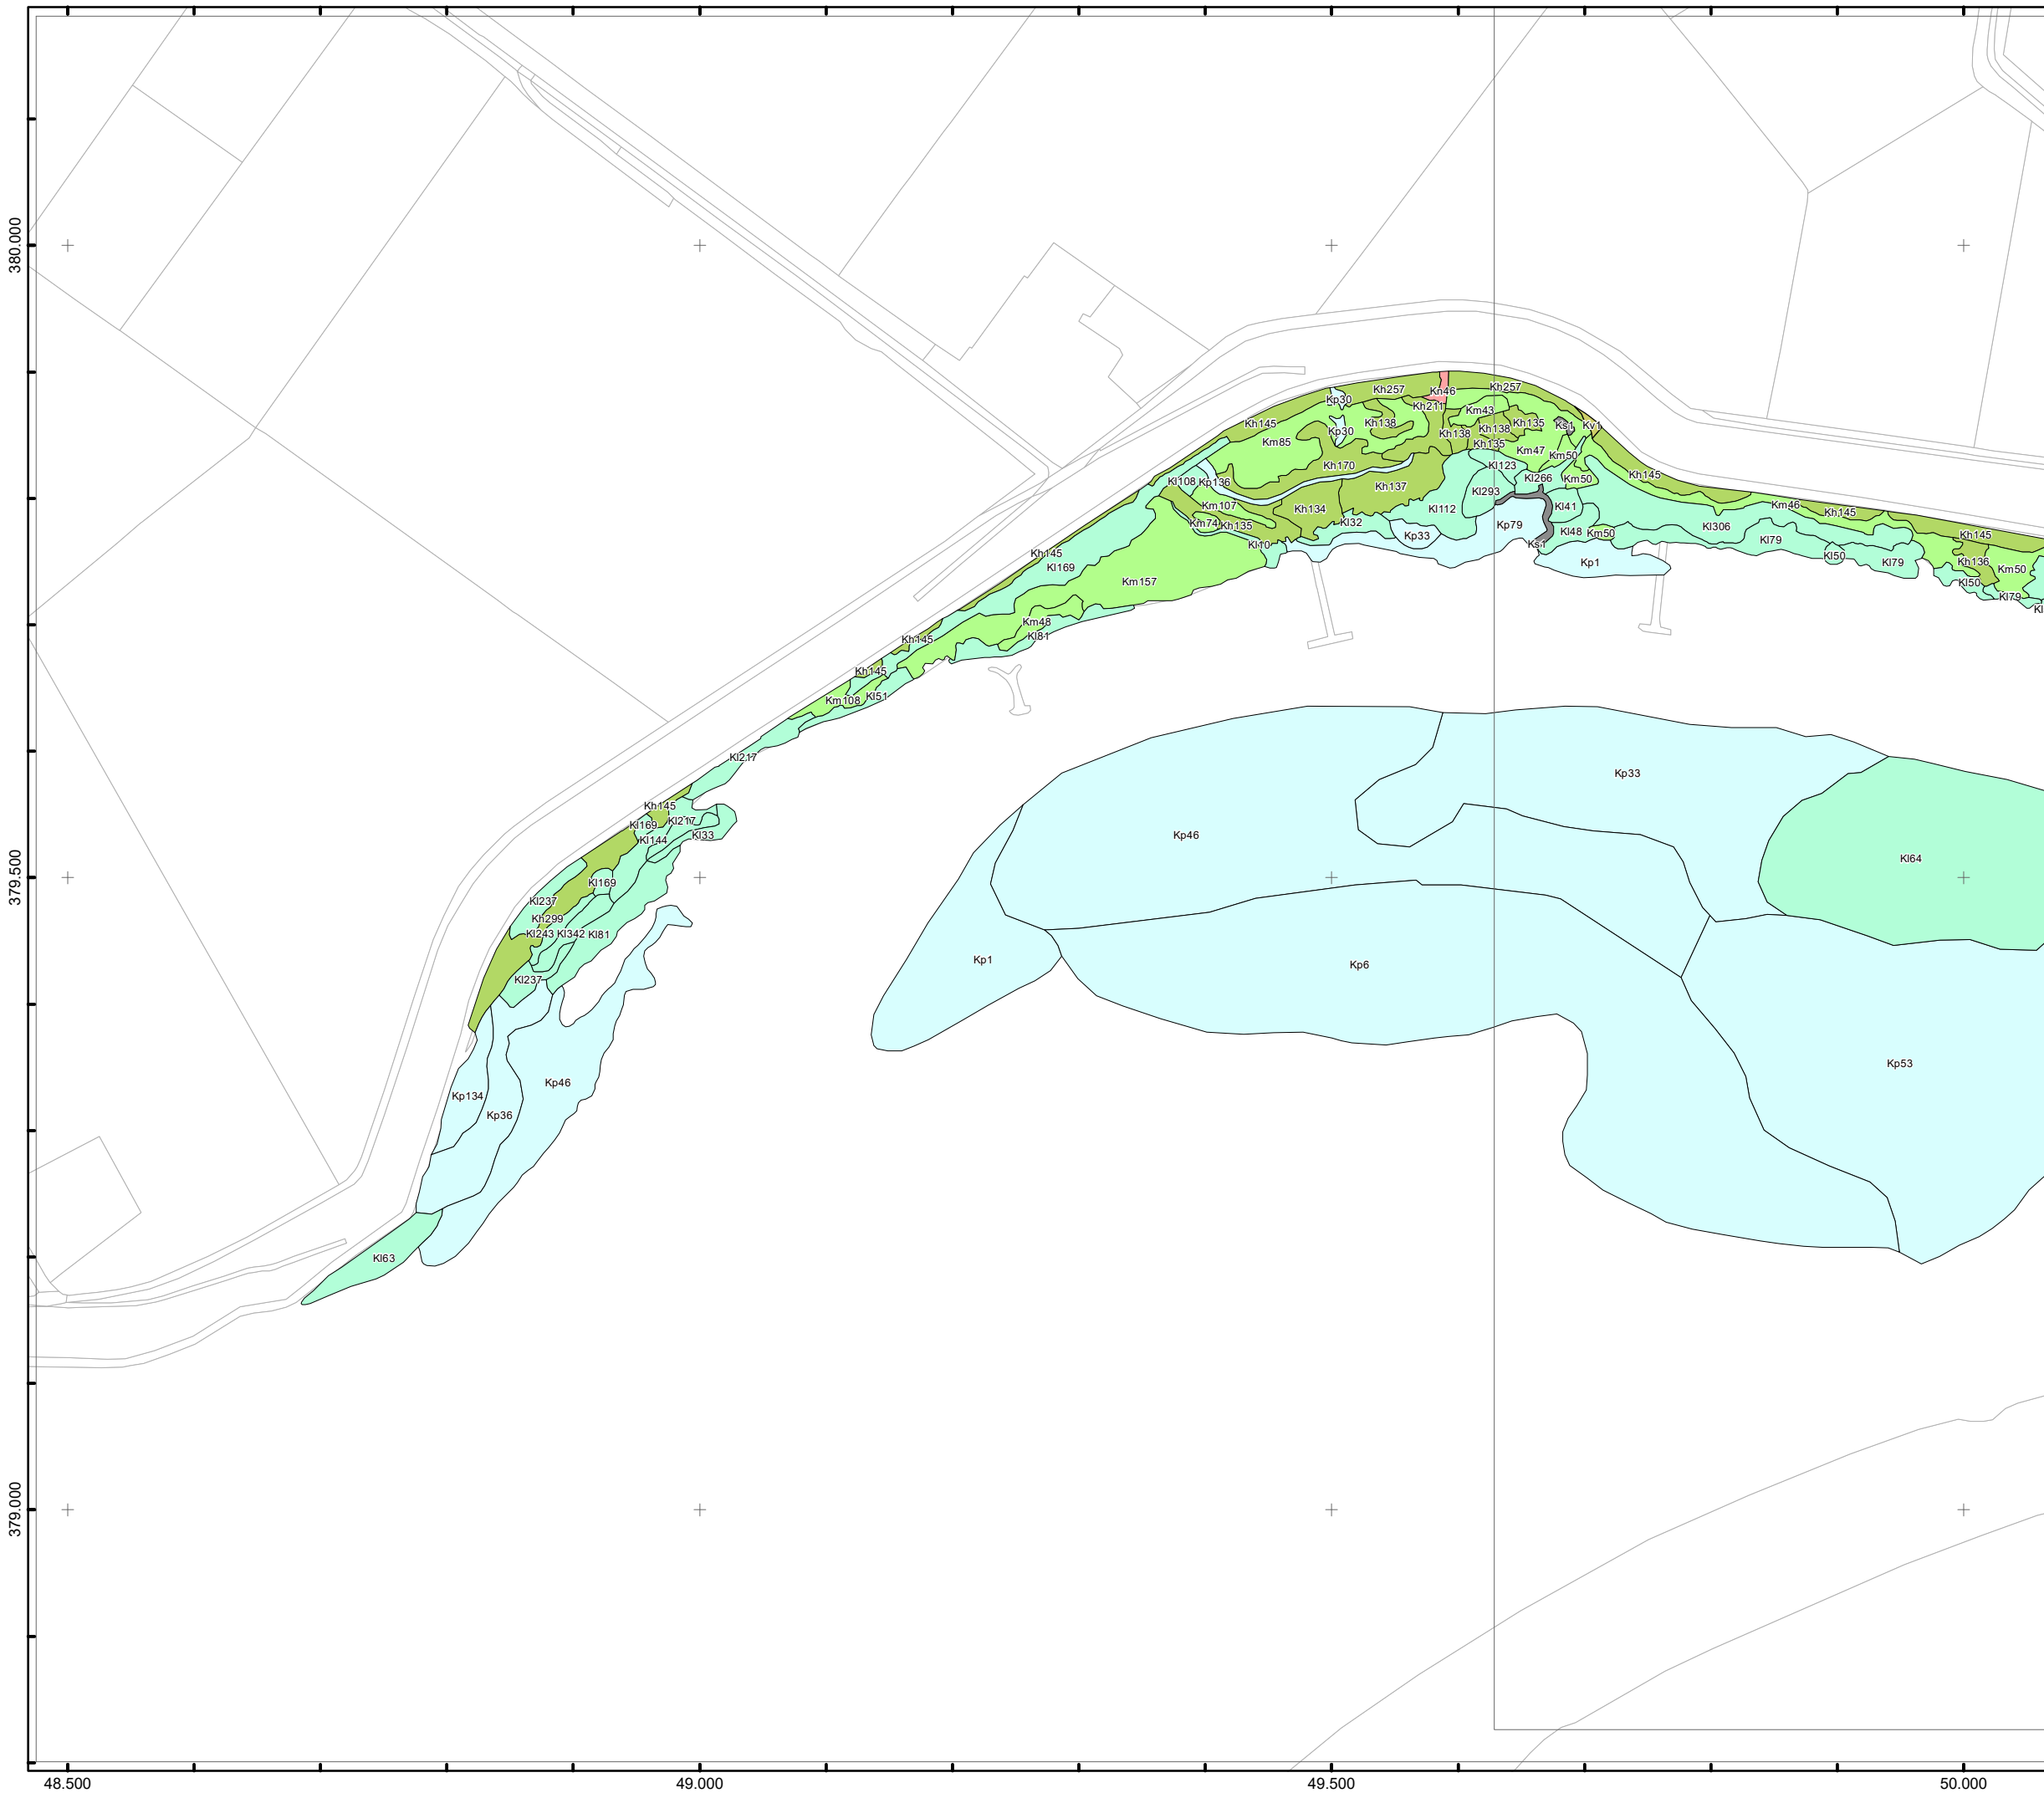 380.000
Kh257
Kn46
Kh257
Kp30
Kh211
Km43
Kh145
Kh138
Kh135
Ks1
Kv1
Kp30
Kh138
Kh138
Km85
Kh135
Km47
Km50
Kh170
Kl123
Kh145
Kl108
Kp136
Kl266
Km50
Kh137
Kl293
Km107
Kl41
Km46
Kh134
Kl112
Kh145
Km74
Kh135
Kl32
Kp79
Kl306
Kp33
Kl48
Km50
Kh145
Kl10
Ks1
Kl79
Kh145
Kl50
Kl169
Kp1
Kl79
Kh136
Km50
Km157
Kl50
Kl79
Kl
Km48
Kh145
Kl81
Kh145
Kl51
Km108
Kl217
Kp33
Kh145
Kl217
Kl169
Kl33
Kp46
Kl144
Kl64
379.500
Kl169
Kl237
Kh299
Kl243
Kl342
Kl81
Kp1
Kp6
Kl237
Kp53
Kp46
Kp134
Kp36
Kl63
379.000
48.500
49.000
49.500
50.000